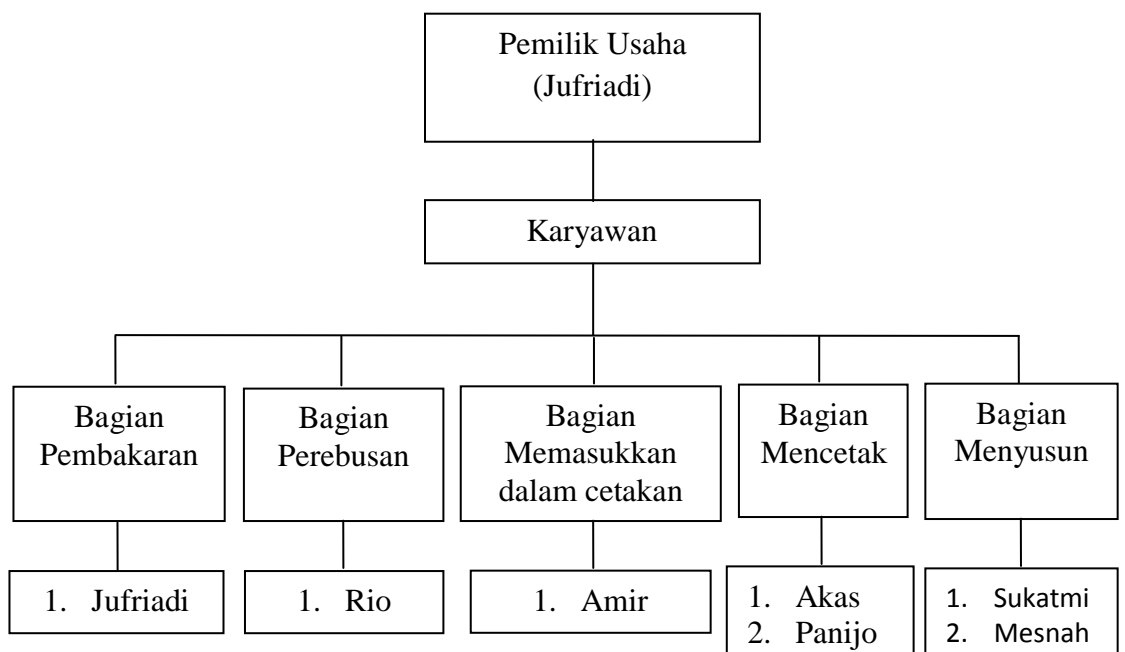 Pemilik Usaha
(Jufriadi)
Karyawan
Bagian
Pembakaran
Bagian
Perebusan
Bagian
Memasukkan
dalam cetakan
Bagian
Mencetak
Bagian
Menyusun
1. Jufriadi
1. Rio
1. Amir
1. Akas
2. Panijo
1. Sukatmi
2. Mesnah